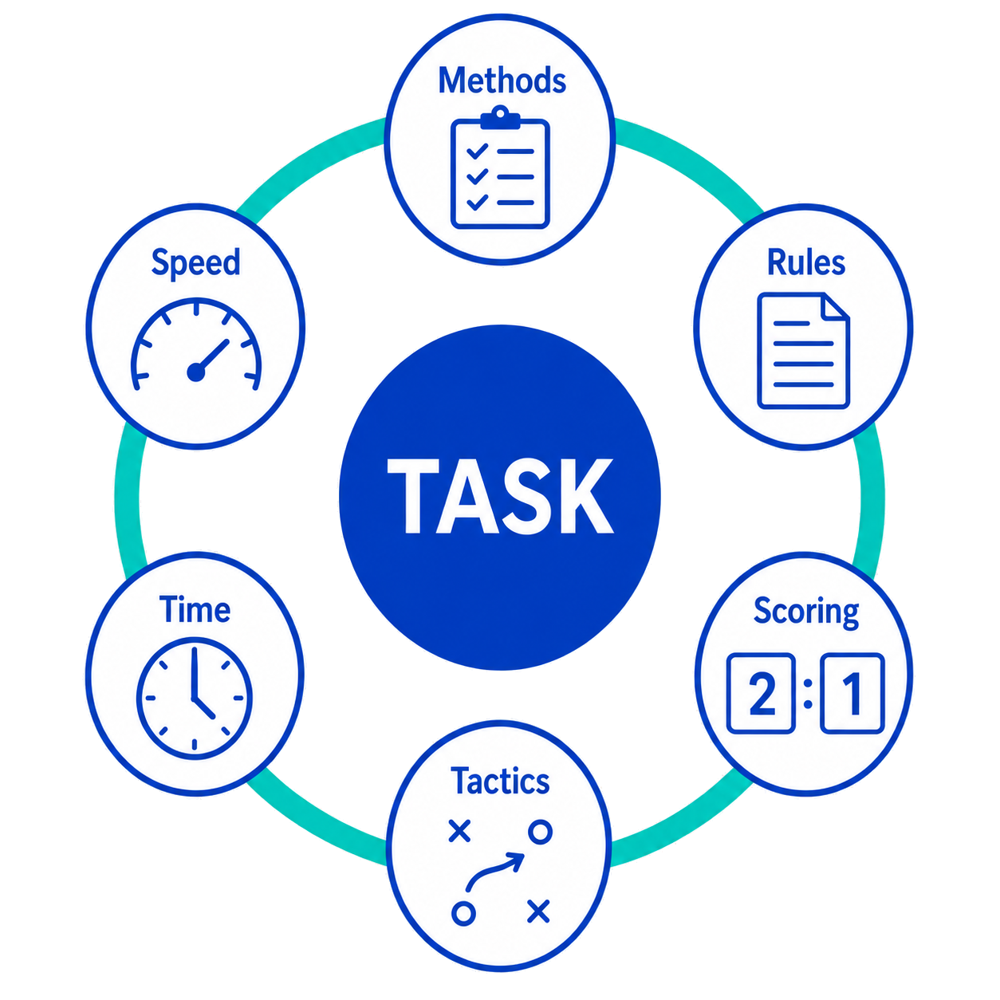 Methods
Speed
Rules
TASK
Time
Scoring
2:1
Tactics